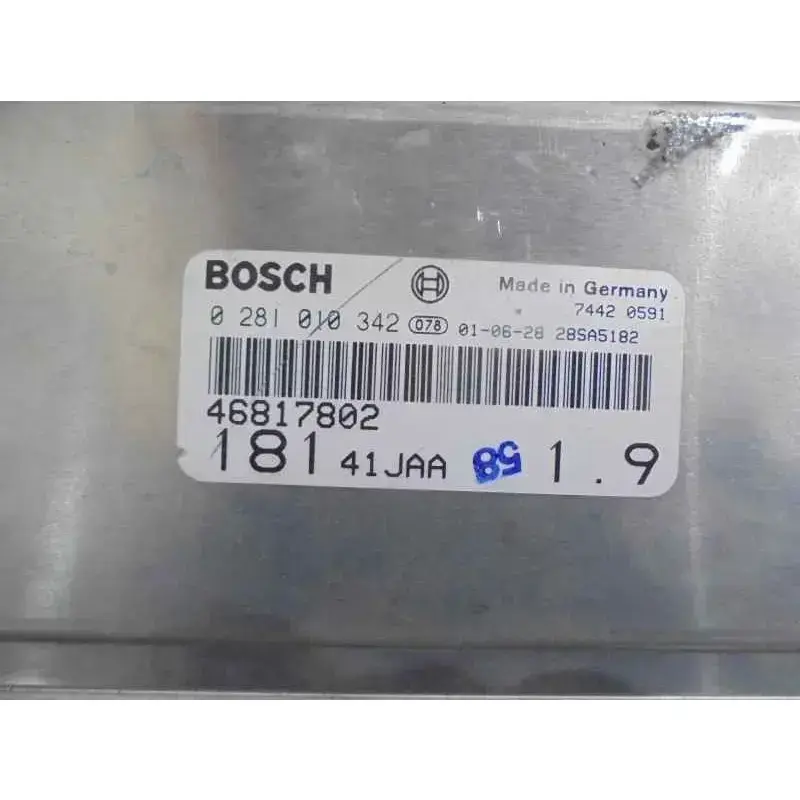 BOSCH Made in Germany
7442 0591
0 281 010 342 078 01-06-28 28SA5182
46817802
181 41JAA 58 1.9